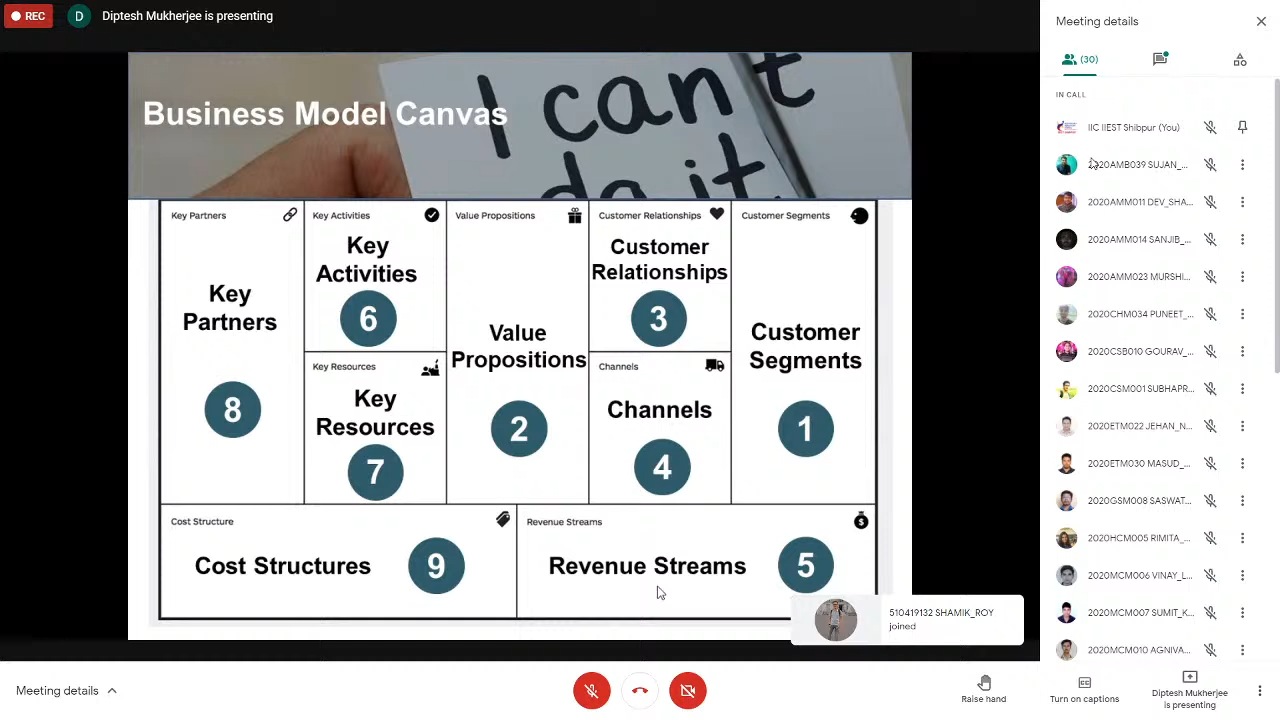 REC
D
Diptesh Mukherjee is presenting
Business Model Canvas
I can't
do it
Key Partners
Key
Partners
8
Key Activities
Key
Activities
6
Key Resources
Key
Resources
7
Value Propositions
Value
Propositions
2
Customer Relationships
Customer
Relationships
3
Channels
Channels
4
Customer Segments
Customer
Segments
1
Cost Structure
Cost Structures
9
Revenue Streams
Revenue Streams
5
$
510419132 SHAMIK_ROY
joined
Meeting details
(30)
IN CALL
IIC IIEST Shibpur (You)
2020AMB039 SUJAN_...
2020AMM011 DEV_SHA...
2020AMM014 SANJIB_...
2020AMM023 MURSHI...
2020CHM034 PUNEET_...
2020CSB010 GOURAV_...
2020CSM001 SUBHAPR...
2020ETM022 JEHAN_N...
2020ETM030 MASUD_...
2020GSM008 SASWAT...
2020HCM005 RIMITA_...
2020MCM006 VINAY_L...
2020MCM007 SUMIT_K...
2020MCM010 AGNIVA...
Meeting details
Raise hand
Turn on captions
Diptesh Mukherjee
is presenting